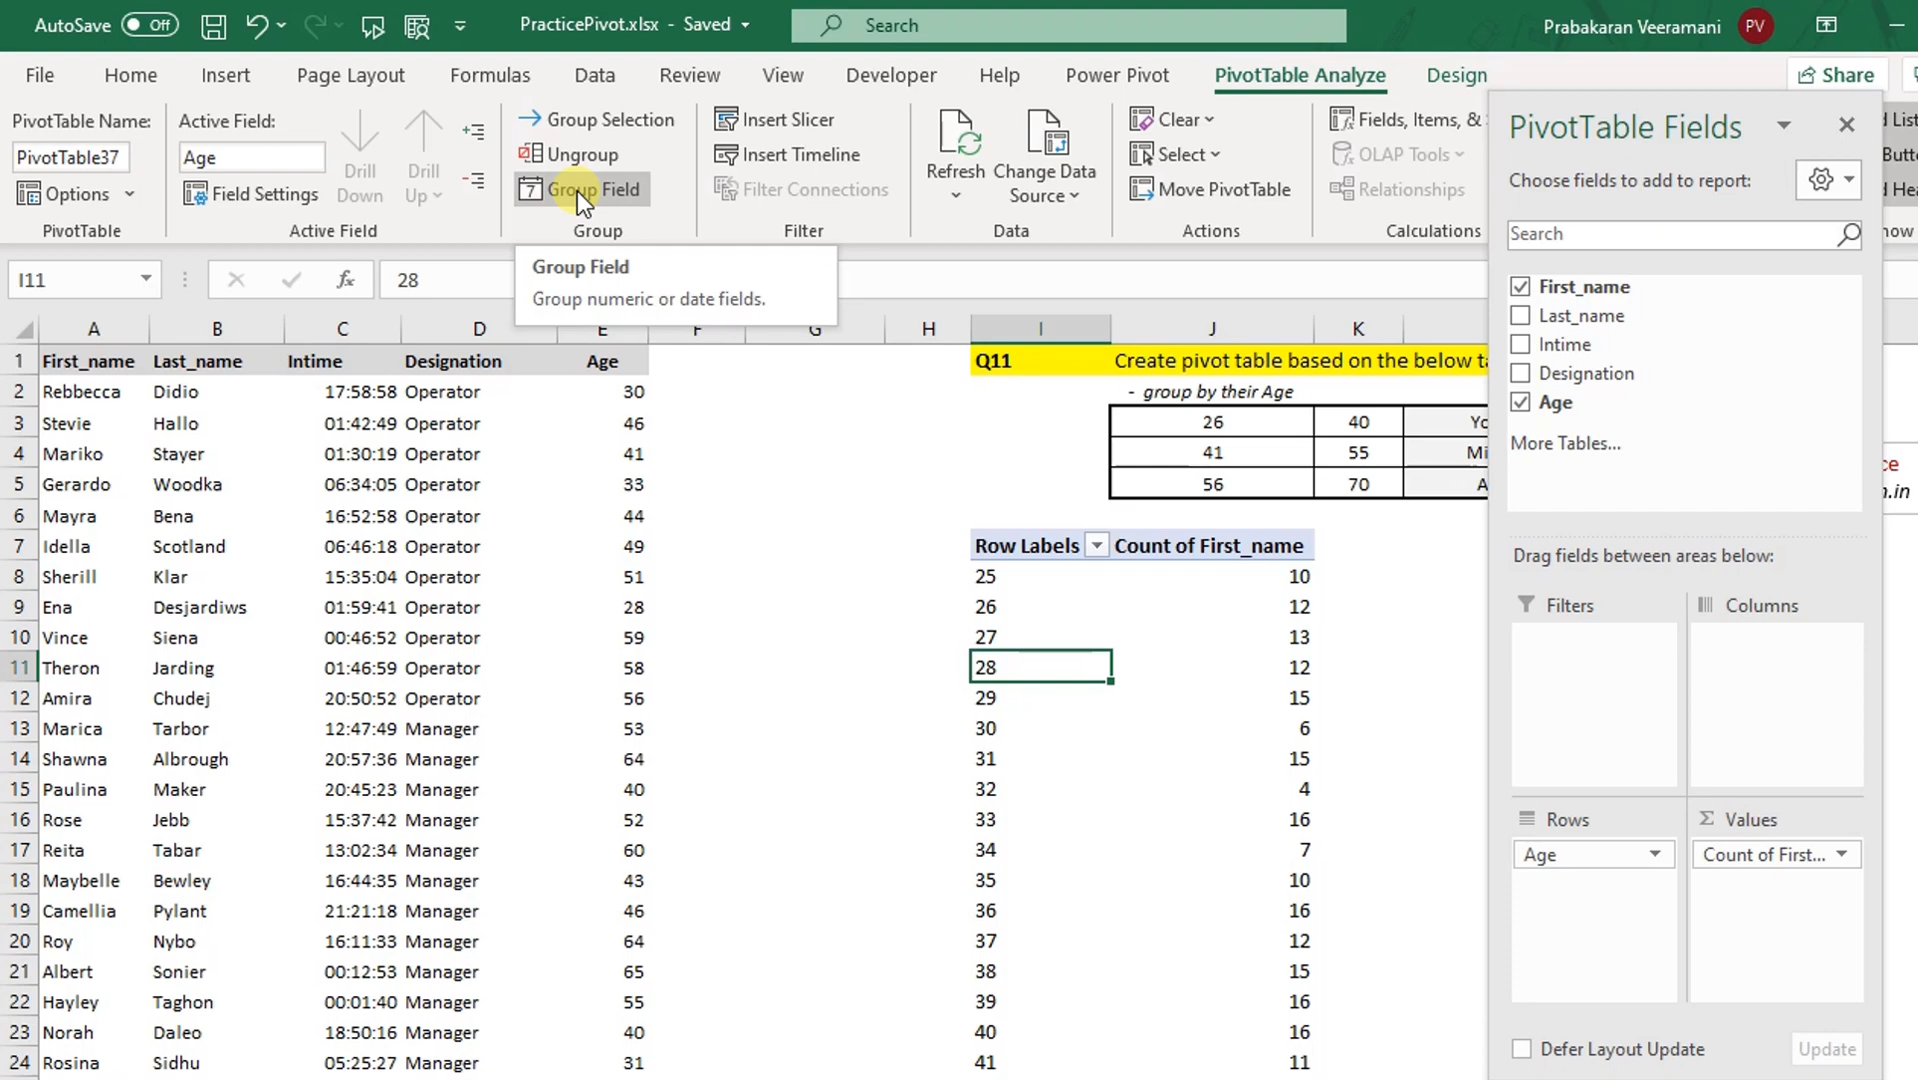 AutoSave Off PracticePivot.xlsx - Saved Search Prabakaran Veeramani PV
File Home Insert Page Layout Formulas Data Review View Developer Help Power Pivot PivotTable Analyze Design Share
PivotTable Name:
PivotTable37
Options
PivotTable
Active Field:
Age
Field Settings
Drill Down
Drill Up
Active Field
Group Selection
Ungroup
7 Group Field
Group
Insert Slicer
Insert Timeline
Filter Connections
Filter
Refresh
Change Data Source
Data
Clear
Select
Move PivotTable
Actions
Fields, Items, &
OLAP Tools
Relationships
Calculations
I11 fx 28
Group Field
Group numeric or date fields.
A B C D E F G H I J K
1 First_name Last_name Intime Designation Age Q11 Create pivot table based on the below ta
2 Rebbecca Didio 17:58:58 Operator 30 - group by their Age
3 Stevie Hallo 01:42:49 Operator 46 26 40 Yo
4 Mariko Stayer 01:30:19 Operator 41 41 55 Mi
5 Gerardo Woodka 06:34:05 Operator 33 56 70 A
6 Mayra Bena 16:52:58 Operator 44
7 Idella Scotland 06:46:18 Operator 49 Row Labels Count of First_name
8 Sherill Klar 15:35:04 Operator 51 25 10
9 Ena Desjardiws 01:59:41 Operator 28 26 12
10 Vince Siena 00:46:52 Operator 59 27 13
11 Theron Jarding 01:46:59 Operator 58 28 12
12 Amira Chudej 20:50:52 Operator 56 29 15
13 Marica Tarbor 12:47:49 Manager 53 30 6
14 Shawna Albrough 20:57:36 Manager 64 31 15
15 Paulina Maker 20:45:23 Manager 40 32 4
16 Rose Jebb 15:37:42 Manager 52 33 16
17 Reita Tabar 13:02:34 Manager 60 34 7
18 Maybelle Bewley 16:44:35 Manager 43 35 10
19 Camellia Pylant 21:21:18 Manager 46 36 16
20 Roy Nybo 16:11:33 Manager 64 37 12
21 Albert Sonier 00:12:53 Manager 65 38 15
22 Hayley Taghon 00:01:40 Manager 55 39 16
23 Norah Daleo 18:50:16 Manager 40 40 16
24 Rosina Sidhu 05:25:27 Manager 31 41 11
PivotTable Fields
Choose fields to add to report:
Search
First_name
Last_name
Intime
Designation
Age
More Tables...
Drag fields between areas below:
Filters Columns
Rows Σ Values
Age Count of First...
Defer Layout Update Update
List
Butto
Hea
how
ce
n.in